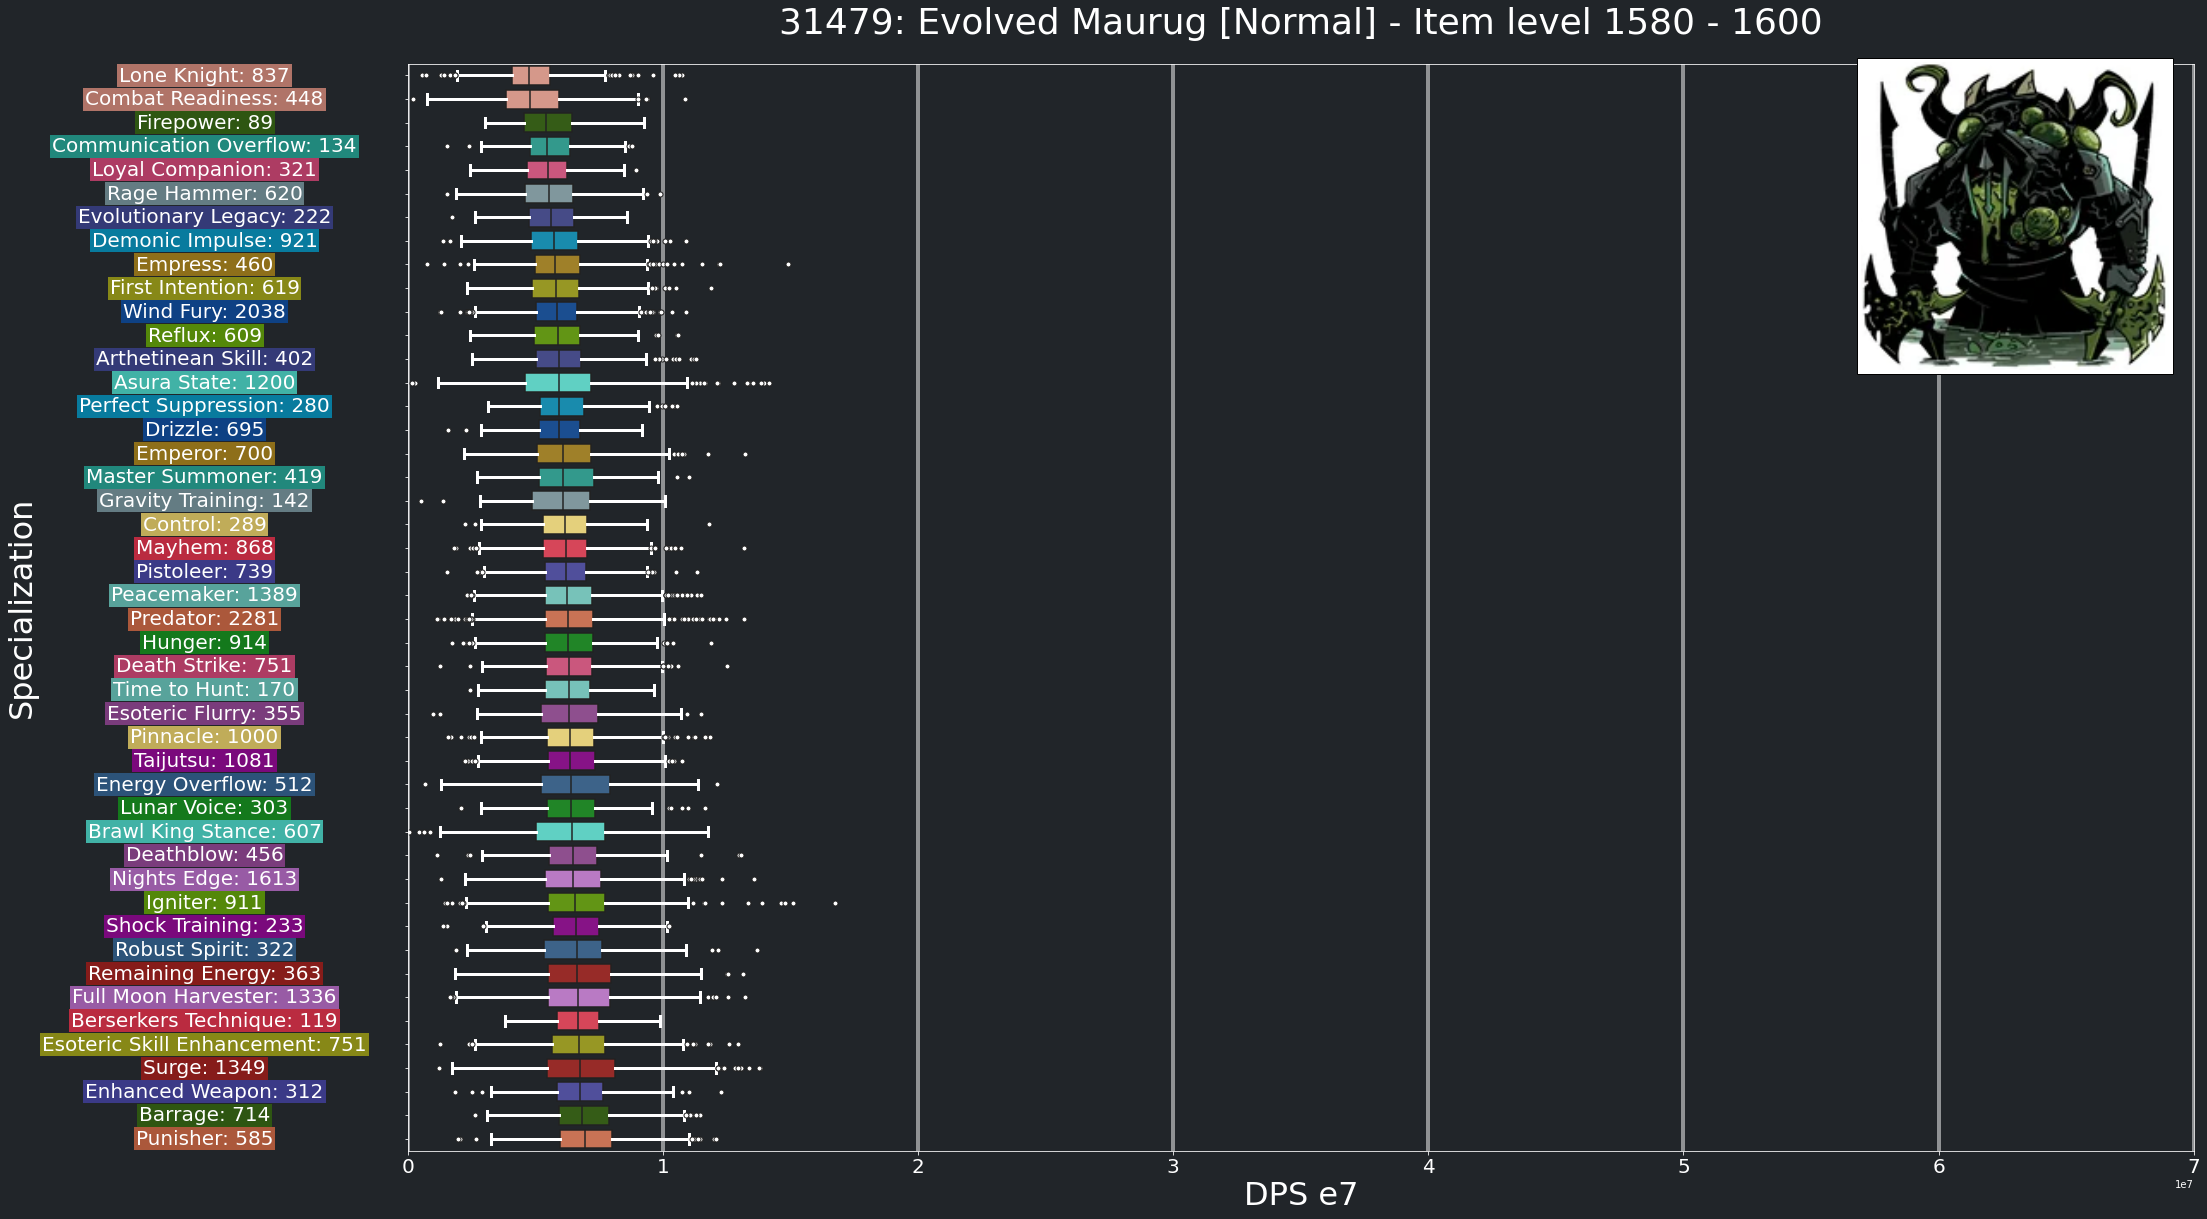 31479: Evolved Maurug [Normal] - Item level 1580 - 1600
Specialization
Lone Knight: 837
Combat Readiness: 448
Firepower: 89
Communication Overflow: 134
Loyal Companion: 321
Rage Hammer: 620
Evolutionary Legacy: 222
Demonic Impulse: 921
Empress: 460
First Intention: 619
Wind Fury: 2038
Reflux: 609
Arthetinean Skill: 402
Asura State: 1200
Perfect Suppression: 280
Drizzle: 695
Emperor: 700
Master Summoner: 419
Gravity Training: 142
Control: 289
Mayhem: 868
Pistoleer: 739
Peacemaker: 1389
Predator: 2281
Hunger: 914
Death Strike: 751
Time to Hunt: 170
Esoteric Flurry: 355
Pinnacle: 1000
Taijutsu: 1081
Energy Overflow: 512
Lunar Voice: 303
Brawl King Stance: 607
Deathblow: 456
Nights Edge: 1613
Igniter: 911
Shock Training: 233
Robust Spirit: 322
Remaining Energy: 363
Full Moon Harvester: 1336
Berserkers Technique: 119
Esoteric Skill Enhancement: 751
Surge: 1349
Enhanced Weapon: 312
Barrage: 714
Punisher: 585
0 1 2 3 4 5 6 7
DPS e7
1e7